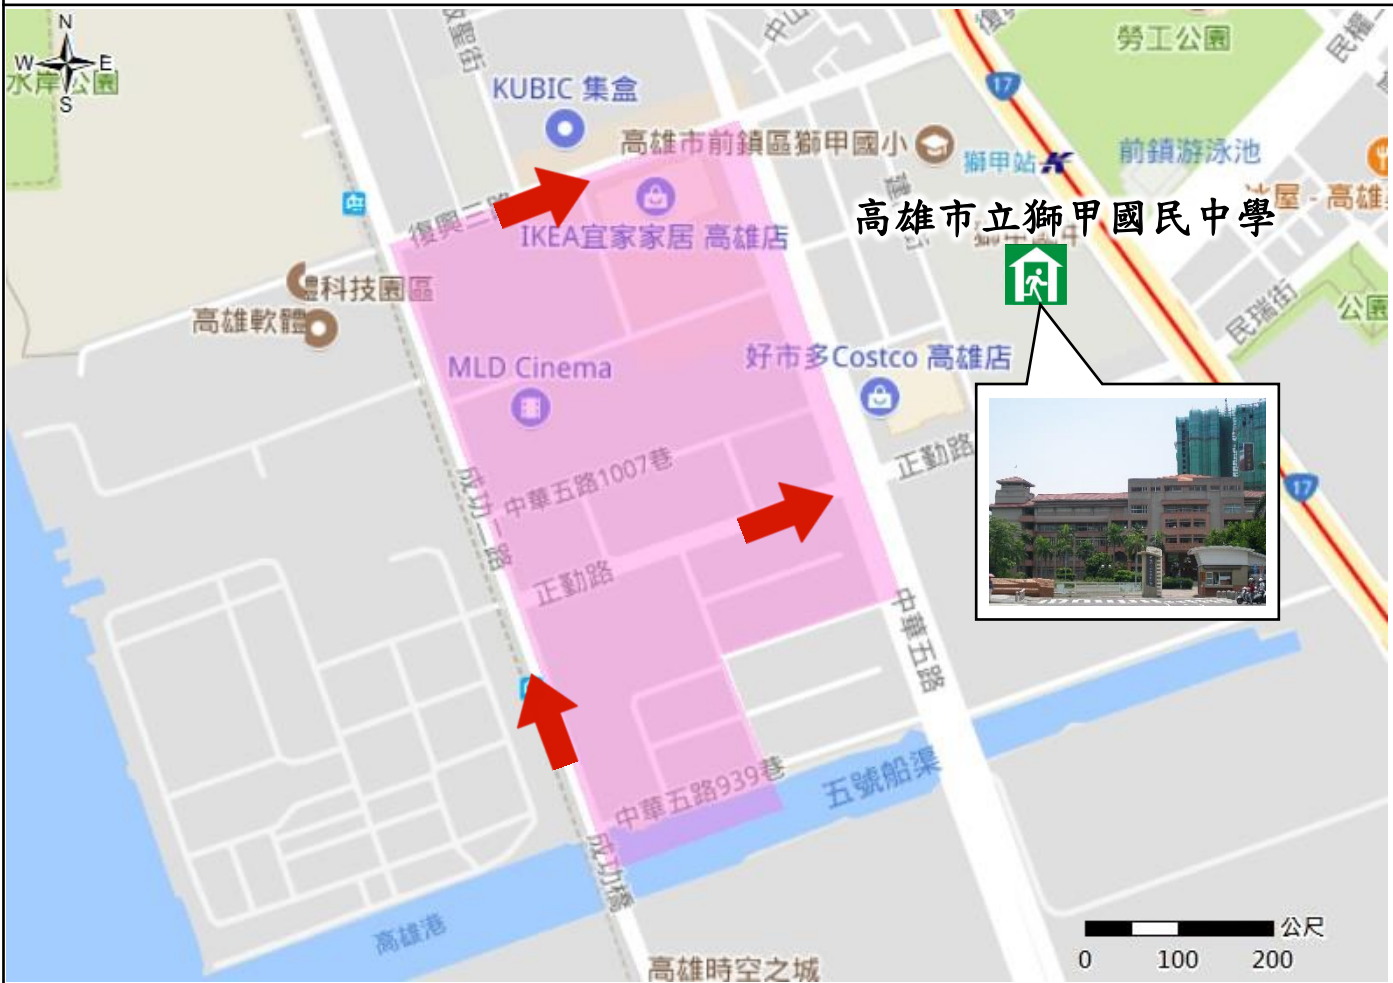 N
W E
S
水岸公園
KUBIC 集盒
勞工公園
17
高雄市前鎮區獅甲國小
獅甲站
前鎮游泳池
高雄市立獅甲國民中學
復興三路
IKEA宜家家居 高雄店
高雄軟體
科技園區
民瑞街
公園
MLD Cinema
好市多Costco 高雄店
中華五路1007巷
正勤路
17
成功二路
正勤路
中華五路
中華五路939巷
五號船渠
成功橋
高雄港
高雄時空之城
公尺
0 100 200